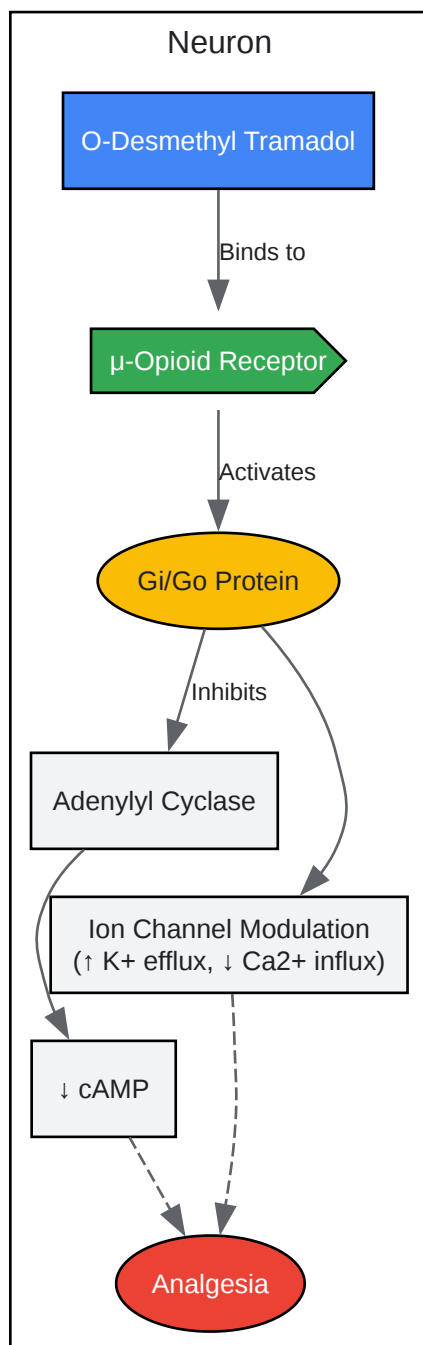 Neuron
O-Desmethyl Tramadol
Binds to
μ-Opioid Receptor
Activates
Gi/Go Protein
Inhibits
Adenylyl Cyclase
Ion Channel Modulation
(↑ K+ efflux, ↓ Ca2+ influx)
↓ cAMP
Analgesia